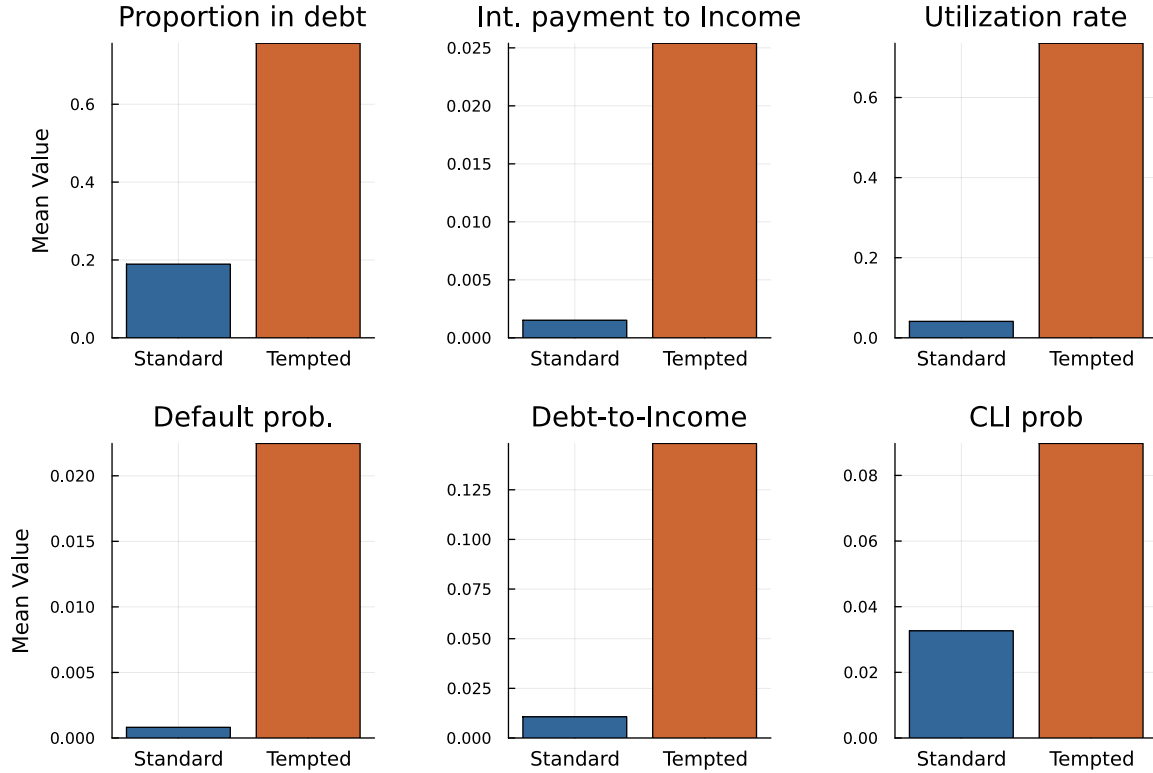 Proportion in debt
Int. payment to Income
Utilization rate
Mean Value
0.6
0.4
0.2
0.0
Standard
Tempted
0.025
0.020
0.015
0.010
0.005
0.000
Standard
Tempted
0.6
0.4
0.2
0.0
Standard
Tempted
Default prob.
Debt-to-Income
CLI prob
Mean Value
0.020
0.015
0.010
0.005
0.000
Standard
Tempted
0.125
0.100
0.075
0.050
0.025
0.000
Standard
Tempted
0.08
0.06
0.04
0.02
0.00
Standard
Tempted